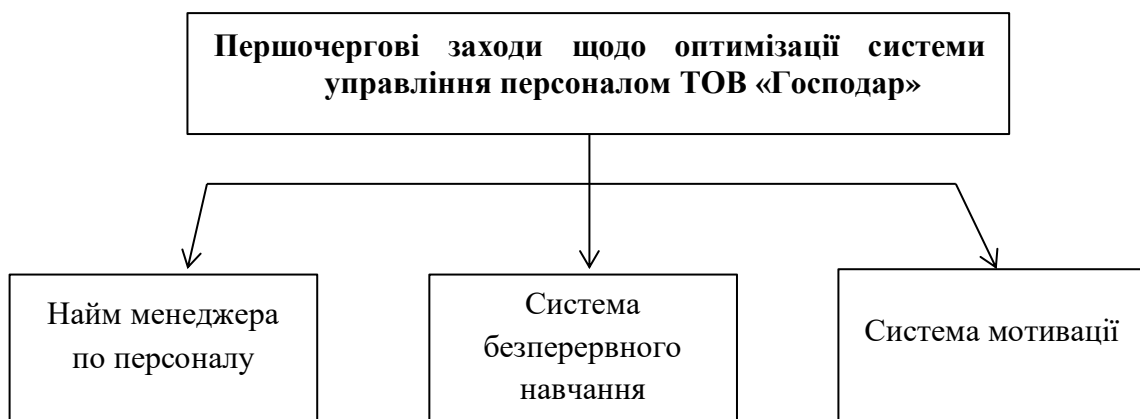 Першочергові заходи щодо оптимізації системи
управління персоналом ТОВ «Господар»
Найм менеджера
по персоналу
Система
безперервного
навчання
Система мотивації